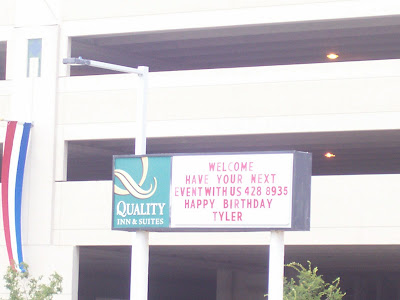 WELCOME
HAVE YOUR NEXT
EVENT WITH US 428 8935
HAPPY BIRTHDAY
TYLER
QUALITY
INN & SUITES